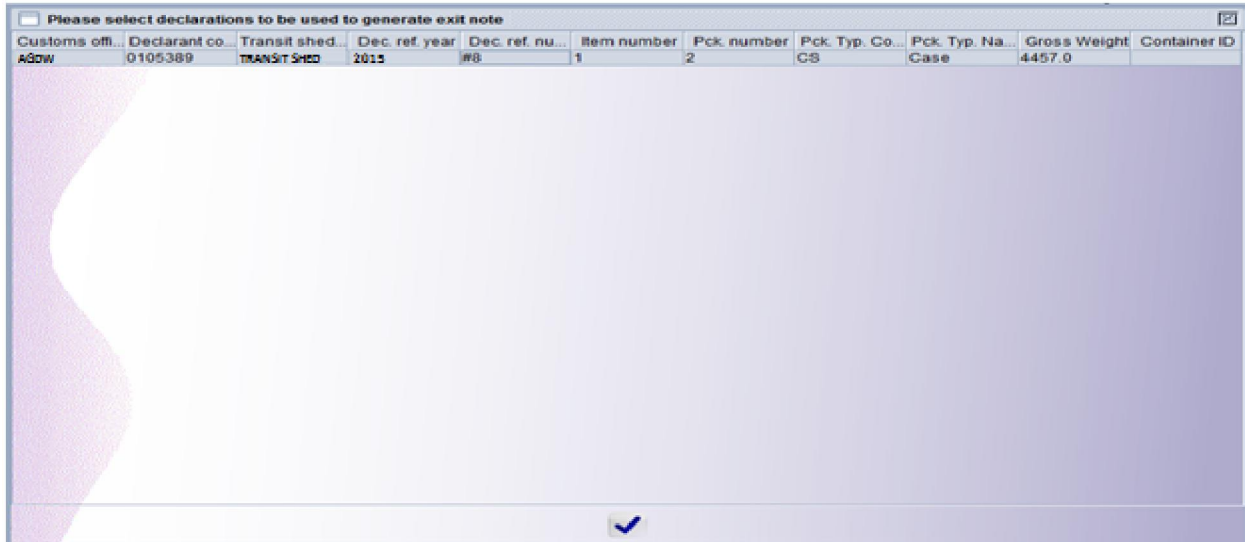 Please select declarations to be used to generate exit note
Customs offi... Declarant co... Transit shed... Dec. ref. year Dec. ref. nu... Item number Pck. number Pck. Typ. Co... Pck. Typ. Na... Gross Weight Container ID
AGDW 0105389 TRANSIT SHED 2015 #8 1 2 CS Case 4457.0